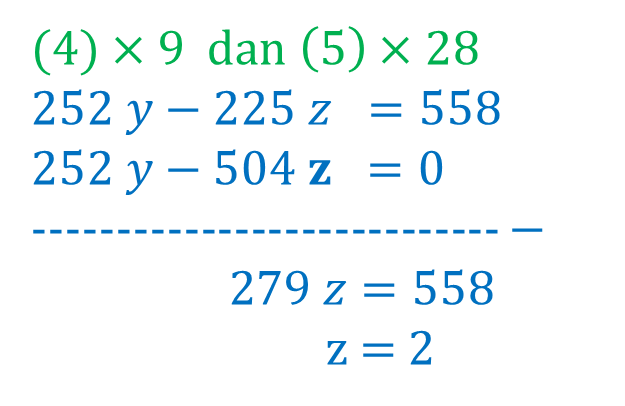 (4) × 9 dan (5) × 28
252 y − 225 z = 558
252 y − 504 z = 0
---------------------------- −
279 z = 558
z = 2